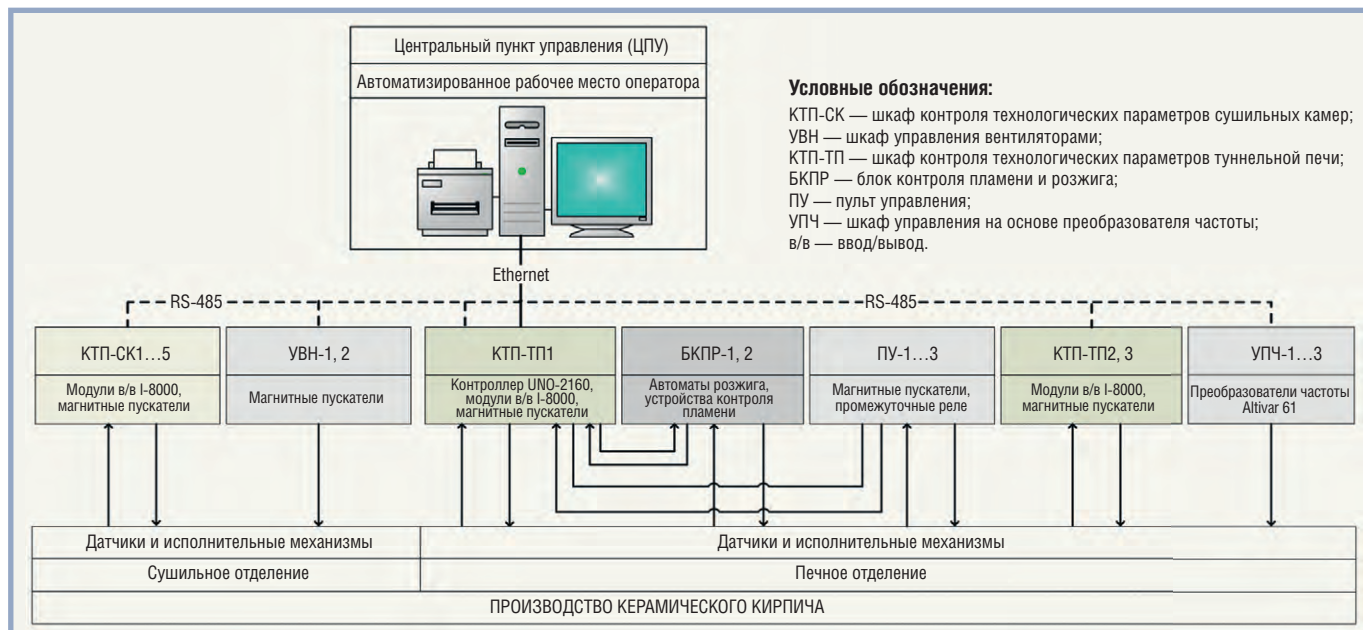 Центральный пункт управления (ЦПУ)
Автоматизированное рабочее место оператора
Условные обозначения:
КТП-СК — шкаф контроля технологических параметров сушильных камер;
УВН — шкаф управления вентиляторами;
КТП-ТП — шкаф контроля технологических параметров туннельной печи;
БКПР — блок контроля пламени и розжига;
ПУ — пульт управления;
УПЧ — шкаф управления на основе преобразователя частоты;
в/в — ввод/вывод.
Ethernet
RS-485
RS-485
КТП-СК1...5
Модули в/в I-8000,
магнитные пускатели
УВН-1, 2
Магнитные пускатели
КТП-ТП1
Контроллер UNO-2160,
модули в/в I-8000,
магнитные пускатели
БКПР-1, 2
Автоматы розжига,
устройства контроля
пламени
ПУ-1...3
Магнитные пускатели,
промежуточные реле
КТП-ТП2, 3
Модули в/в I-8000,
магнитные пускатели
УПЧ-1...3
Преобразователи частоты
Altivar 61
Датчики и исполнительные механизмы
Датчики и исполнительные механизмы
Сушильное отделение
Печное отделение
ПРОИЗВОДСТВО КЕРАМИЧЕСКОГО КИРПИЧА